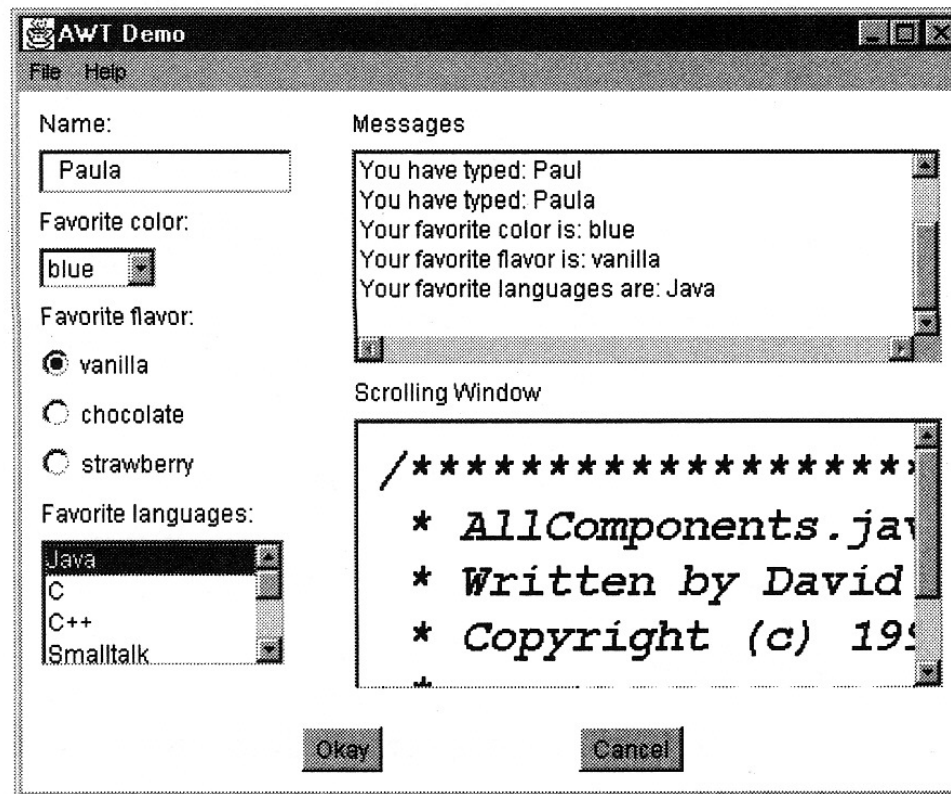 AWT Demo
File Help
Name:
Paula
Favorite color:
blue
Favorite flavor:
vanilla
chocolate
strawberry
Favorite languages:
Java
C
C++
Smalltalk
Messages
You have typed: Paul
You have typed: Paula
Your favorite color is: blue
Your favorite flavor is: vanilla
Your favorite languages are: Java
Scrolling Window
/*******************
* AllComponents.jav
* Written by David
* Copyright (c) 199
*
Okay Cancel